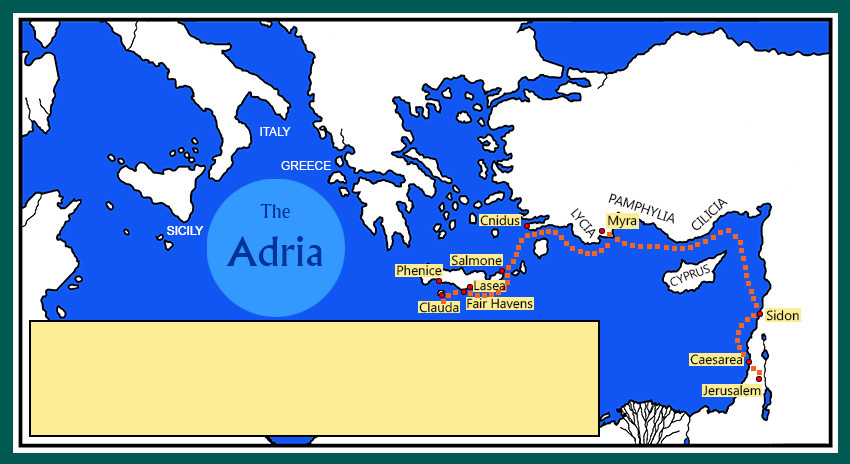 ITALY
GREECE
SICILY
The
Adria
LYCIA
PAMPHYLIA
CILICIA
Cnidus
Myra
Salmone
CYPRUS
Phenice
Lasea
Clauda
Fair Havens
Sidon
Caesarea
Jerusalem